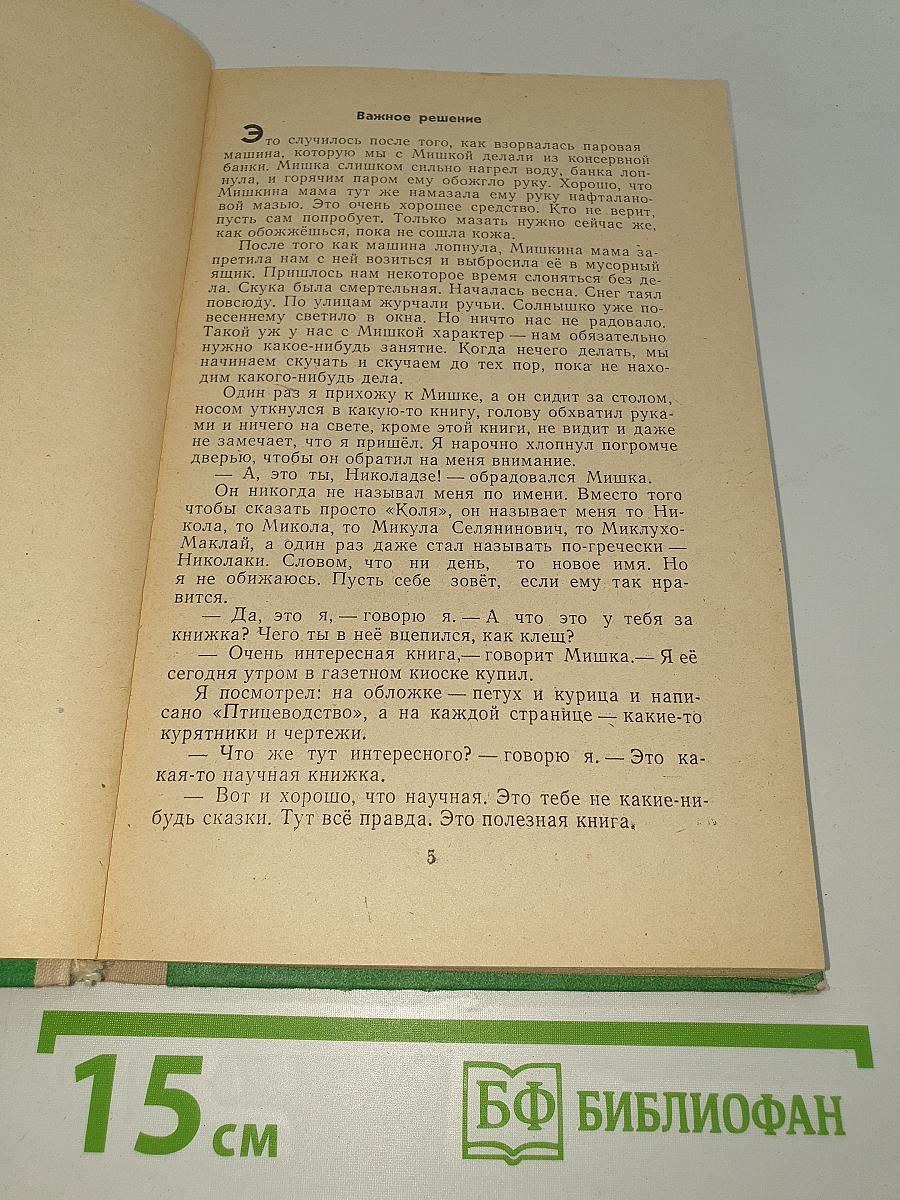 Важное решение
Это случилось после того, как взорвалась паровая
машина, которую мы с Мишкой делали из консервной
банки. Мишка слишком сильно нагрел воду, банка лоп-
нула, и горячим паром ему обожгло руку. Хорошо, что
Мишкина мама тут же намазала ему руку нафталано-
вой мазью. Это очень хорошее средство. Кто не верит,
пусть сам попробует. Только мазать нужно сейчас же,
как обожжёшься, пока не сошла кожа.
После того как машина лопнула, Мишкина мама за-
претила нам с ней возиться и выбросила её в мусорный
ящик. Пришлось нам некоторое время слоняться без де-
ла. Скука была смертельная. Началась весна. Снег таял
повсюду. По улицам журчали ручьи. Солнышко уже по-
весеннему светило в окна. Но ничто нас не радовало.
Такой уж у нас с Мишкой характер — нам обязательно
нужно какое-нибудь занятие. Когда нечего делать, мы
начинаем скучать и скучаем до тех пор, пока не нахо-
дим какого-нибудь дела.
Один раз я прихожу к Мишке, а он сидит за столом,
носом уткнулся в какую-то книгу, голову обхватил рука-
ми и ничего на свете, кроме этой книги, не видит и даже
не замечает, что я пришёл. Я нарочно хлопнул погромче
дверью, чтобы он обратил на меня внимание.
— А, это ты, Николадзе! — обрадовался Мишка.
Он никогда не называл меня по имени. Вместо того
чтобы сказать просто «Коля», он называет меня то Ни-
кола, то Микола, то Микула Селянинович, то Миклухо-
Маклай, а один раз даже стал называть по-гречески —
Николаки. Словом, что ни день, то новое имя. Но
я не обижаюсь. Пусть себе зовёт, если ему так нра-
вится.
— Да, это я, — говорю я. — А что это у тебя за
книжка? Чего ты в неё вцепился, как клещ?
— Очень интересная книга, — говорит Мишка. — Я её
сегодня утром в газетном киоске купил.
Я посмотрел: на обложке — петух и курица и напи-
сано «Птицеводство», а на каждой странице — какие-то
курятники и чертежи.
— Что же тут интересного? — говорю я. — Это ка-
кая-то научная книжка.
— Вот и хорошо, что научная. Это тебе не какие-ни-
будь сказки. Тут всё правда. Это полезная книга.
5
15 см
БФ БИБЛИОФАН